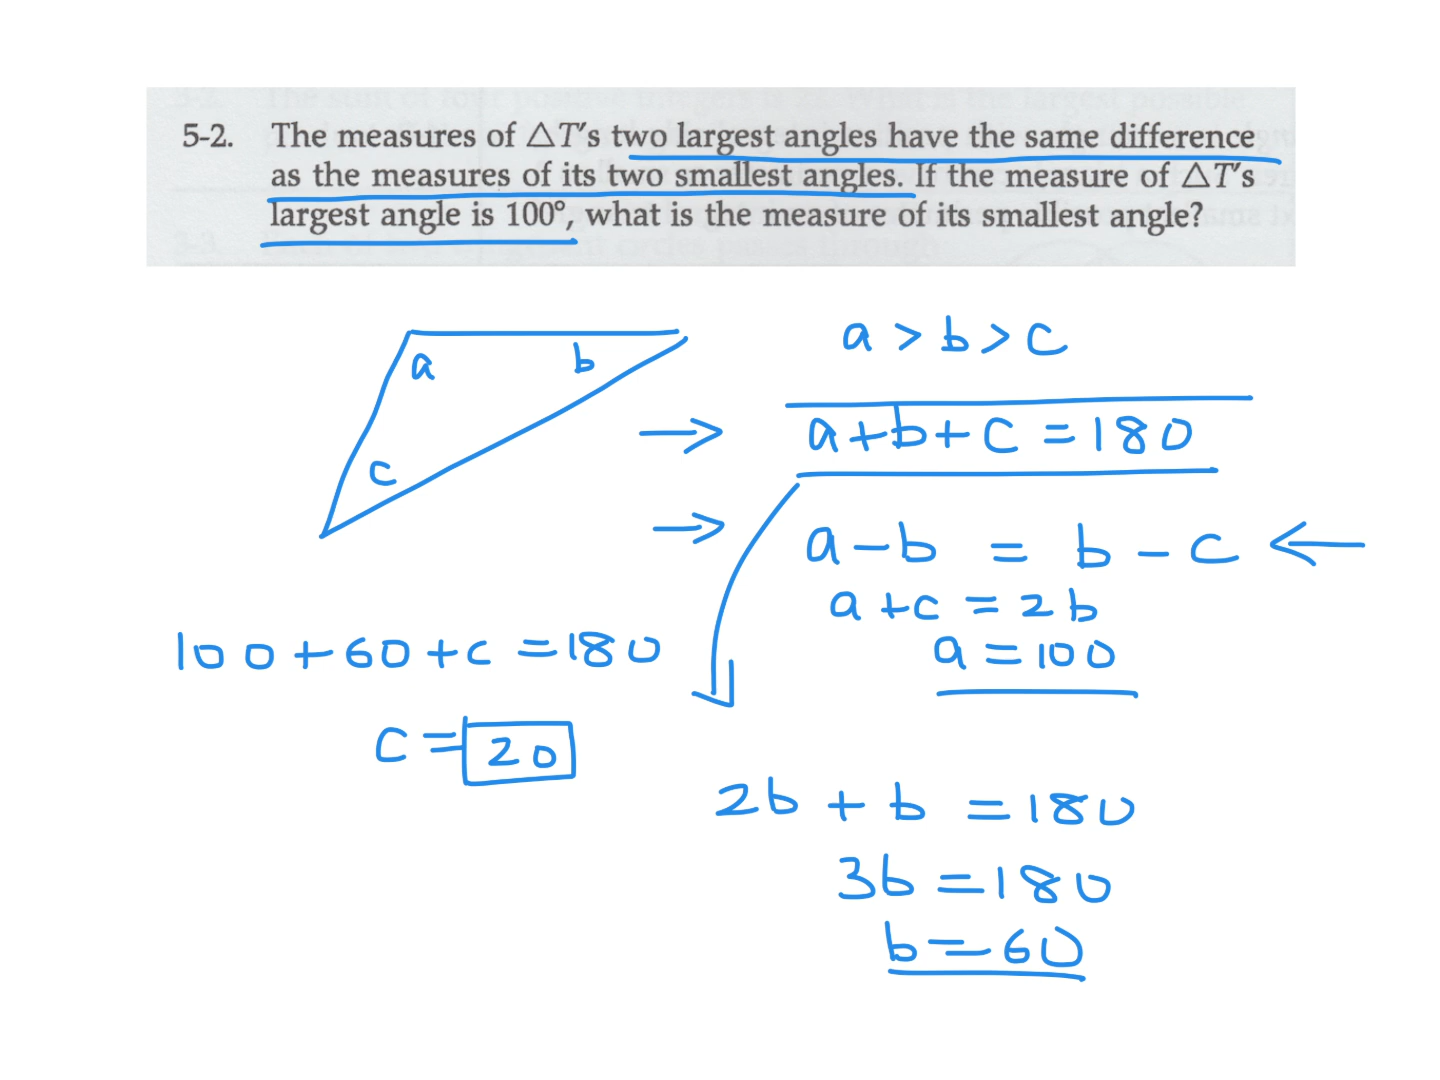 5-2. The measures of △T's two largest angles have the same difference
as the measures of its two smallest angles. If the measure of △T's
largest angle is 100°, what is the measure of its smallest angle?
a > b > c
a
b
c
→ a+b+c=180
→ a-b = b-c ←
a+c=2b
a=100
100+60+c=180
c=20
2b+b=180
3b=180
b=60